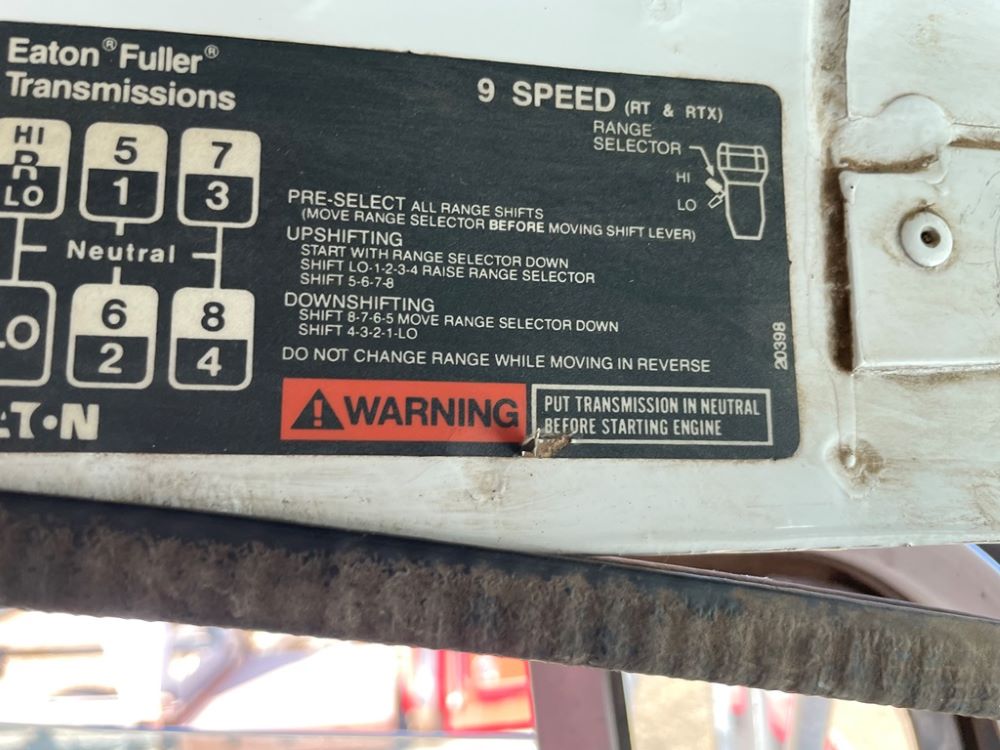 Eaton® Fuller®
Transmissions
9 SPEED (RT & RTX)
RANGE
SELECTOR
HI
LO
HI
R
LO
5
1
7
3
Neutral
LO
6
2
8
4
PRE-SELECT ALL RANGE SHIFTS
(MOVE RANGE SELECTOR BEFORE MOVING SHIFT LEVER)
UPSHIFTING
START WITH RANGE SELECTOR DOWN
SHIFT LO-1-2-3-4 RAISE RANGE SELECTOR
SHIFT 5-6-7-8
DOWNSHIFTING
SHIFT 8-7-6-5 MOVE RANGE SELECTOR DOWN
SHIFT 4-3-2-1-LO
DO NOT CHANGE RANGE WHILE MOVING IN REVERSE
20398
WARNING
PUT TRANSMISSION IN NEUTRAL
BEFORE STARTING ENGINE